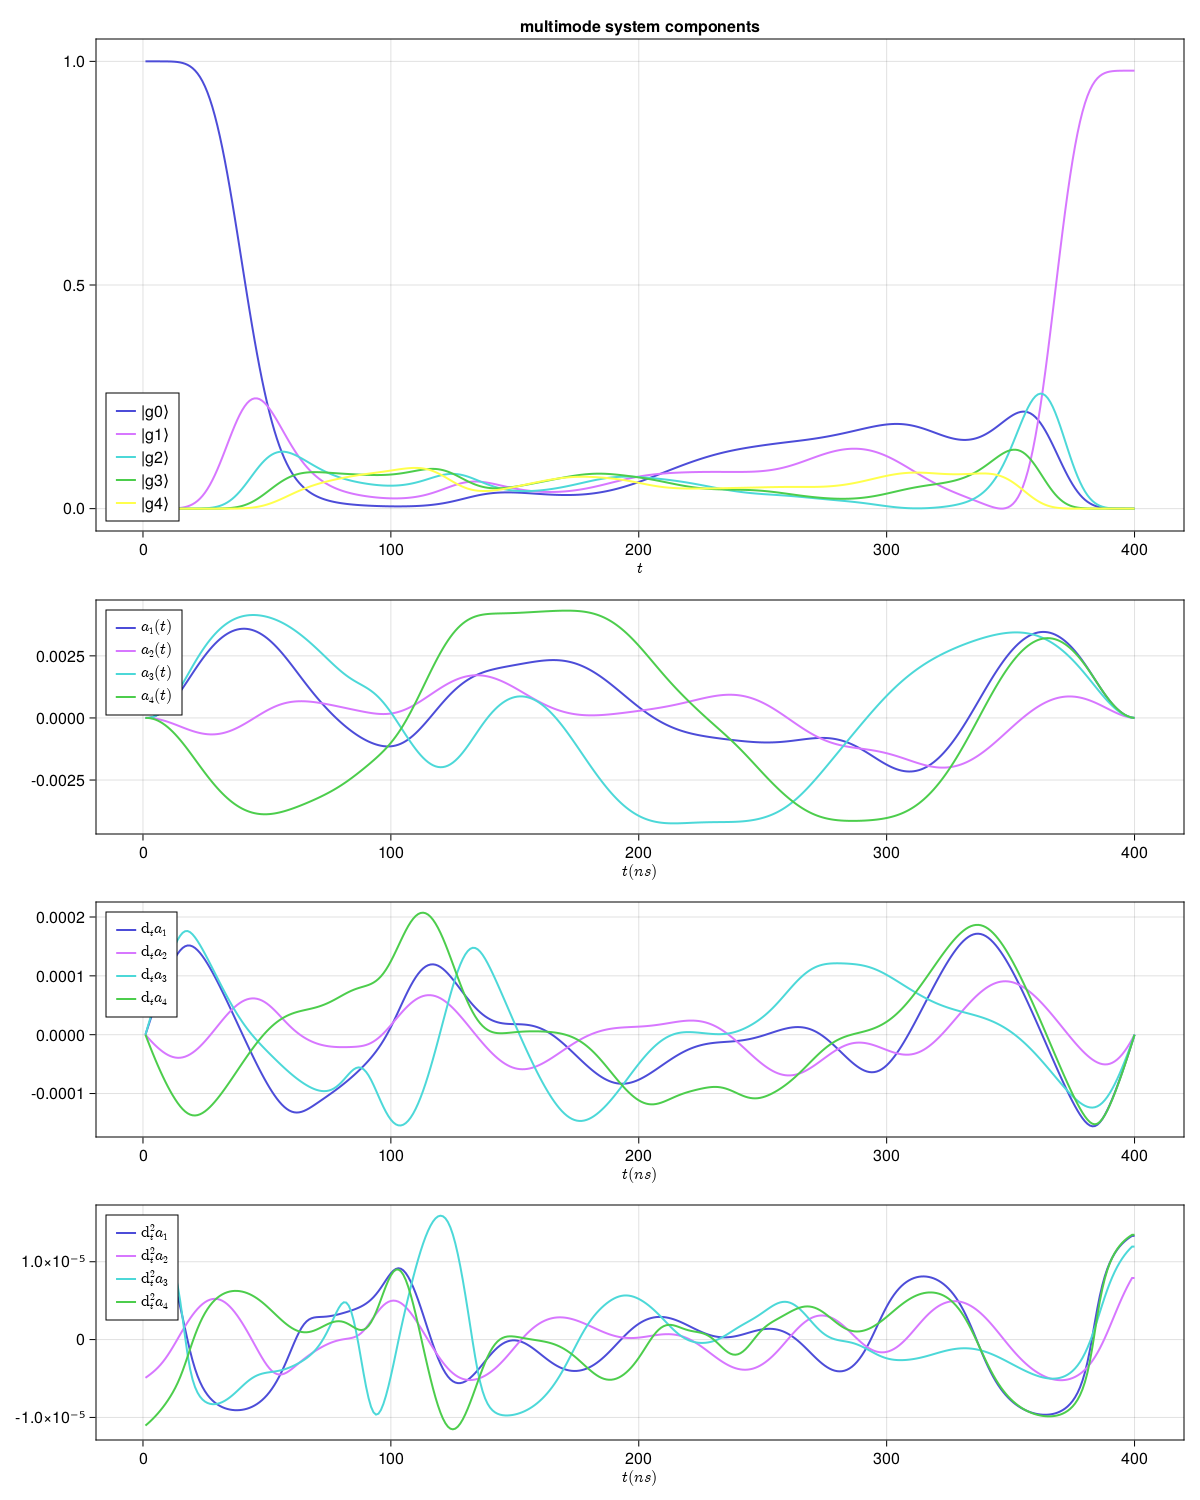 multimode system components
1.0
0.5
0.0
|g0⟩
|g1⟩
|g2⟩
|g3⟩
|g4⟩
0 100 200 300 400
t
a₁(t)
a₂(t)
a₃(t)
a₄(t)
0.0025
0.0000
-0.0025
0 100 200 300 400
t(ns)
0.0002
0.0001
0.0000
-0.0001
dₜa₁
dₜa₂
dₜa₃
dₜa₄
0 100 200 300 400
t(ns)
1.0×10⁻⁵
0
-1.0×10⁻⁵
d²ₜa₁
d²ₜa₂
d²ₜa₃
d²ₜa₄
0 100 200 300 400
t(ns)